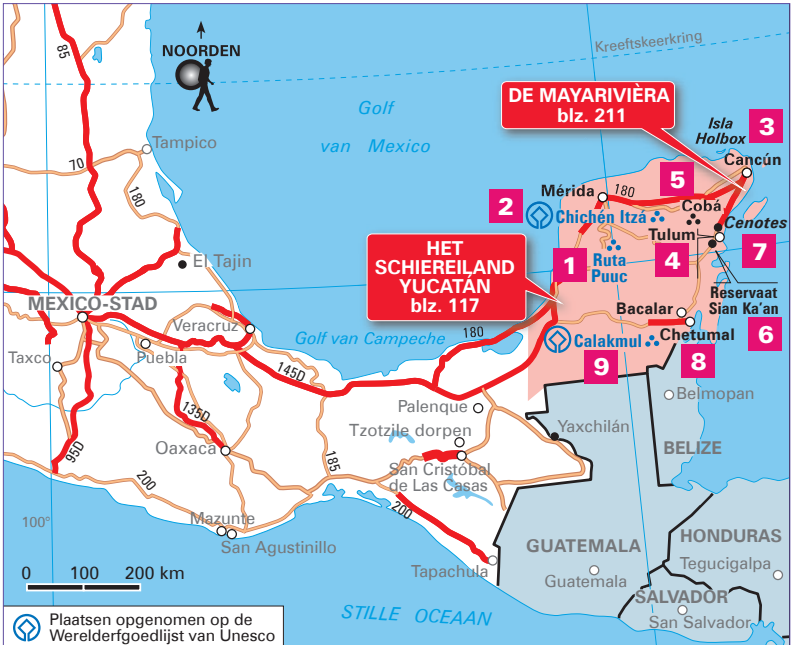 85
NOORDEN
Kreeftskeerkring
Golf
van Mexico
DE MAYARIVIÈRA
blz. 211
Isla
Holbox
3
Cancún
Tampico
70
180
5
Mérida
180
2
Chichén Itzá
Cobá
Cenotes
Tulum
7
El Tajín
HET
SCHIEREILAND
YUCATÁN
blz. 117
1
Ruta
Puuc
4
Reservaat
Sian Ka'an
6
MEXICO-STAD
Veracruz
Golf van Campeche
180
Bacalar
Chetumal
Calakmul
9
8
Taxco
Puebla
145D
135D
95D
Palenque
Belmopan
Tzotzile dorpen
Yaxchilán
BELIZE
Oaxaca
185
San Cristóbal
de Las Casas
200
200
100°
Mazunte
San Agustinillo
GUATEMALA
HONDURAS
Tegucigalpa
0 100 200 km
Tapachula
Guatemala
SALVADOR
San Salvador
STILLE OCEAAN
Plaatsen opgenomen op de
Werelderfgoedlijst van Unesco